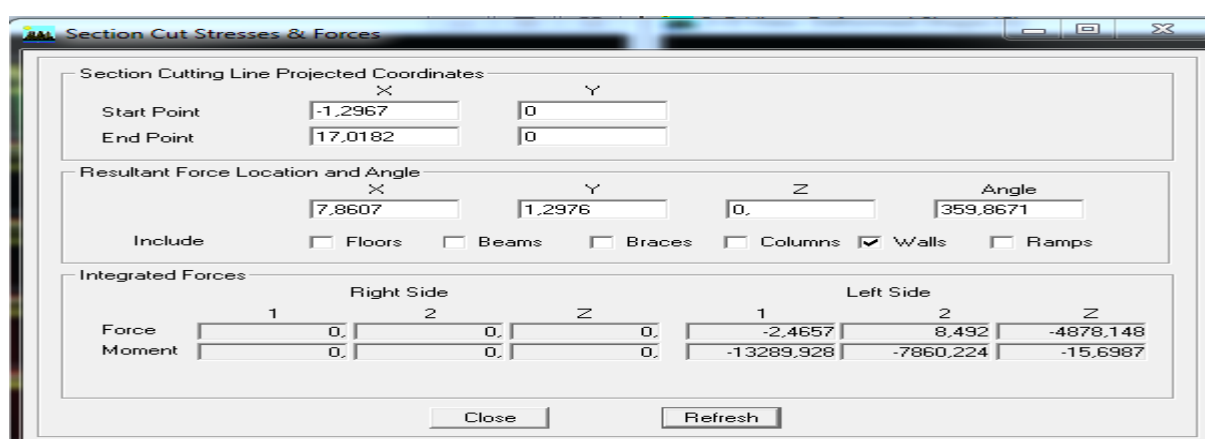 Section Cut Stresses & Forces
Section Cutting Line Projected Coordinates
X Y
Start Point -1,2967 0
End Point 17,0182 0
Resultant Force Location and Angle
X Y Z Angle
7,8607 1,2976 0, 359,8671
Include Floors Beams Braces Columns Walls Ramps
Integrated Forces
Right Side Left Side
1 2 Z 1 2 Z
Force 0, 0, 0, -2,4657 8,492 -4878,148
Moment 0, 0, 0, -13289,928 -7860,224 -15,6987
Close Refresh